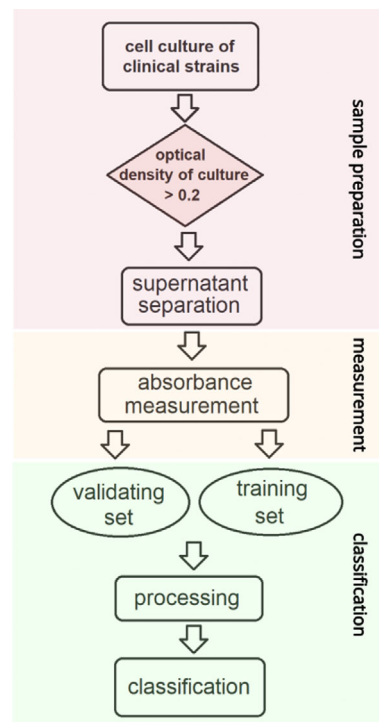 cell culture of
clinical strains
optical
density of culture
> 0.2
supernatant
separation
sample preparation
absorbance
measurement
measurement
validating
set
training
set
processing
classification
classification